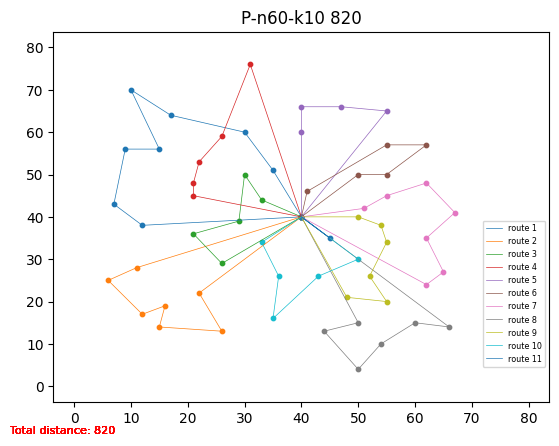 P-n60-k10 820
80
70
60
50
40
30
20
10
0
0 10 20 30 40 50 60 70 80
route 1
route 2
route 3
route 4
route 5
route 6
route 7
route 8
route 9
route 10
route 11
Total distance: 820